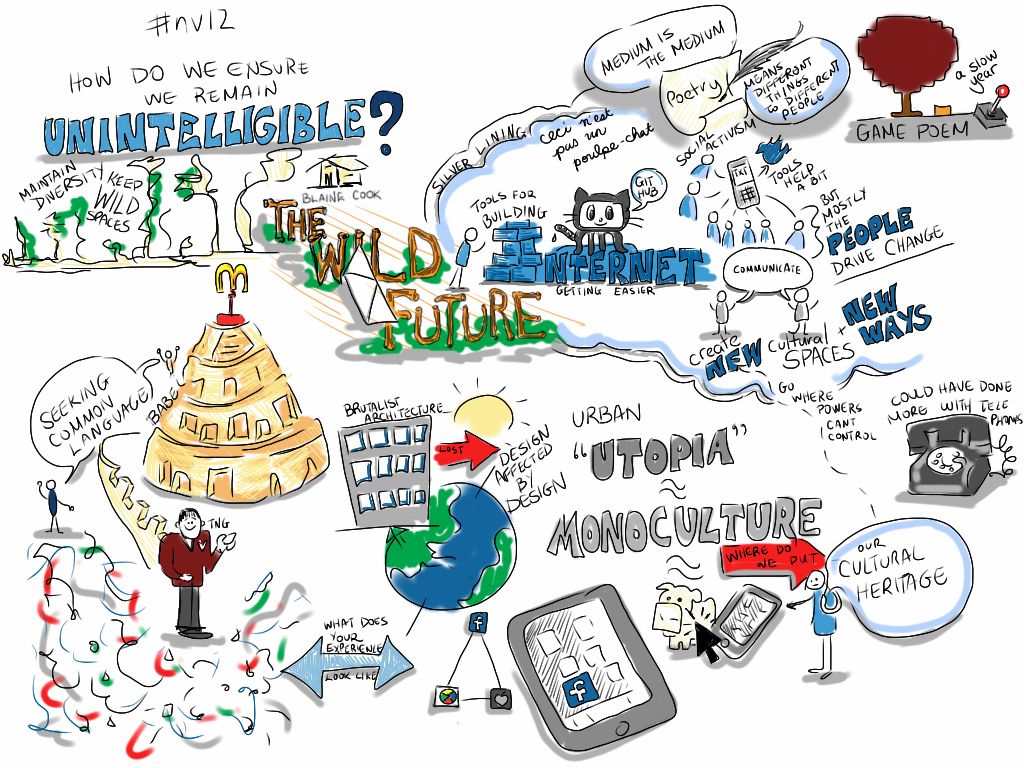 #nv12
HOW DO WE ENSURE
WE REMAIN
UNINTELLIGIBLE?
MAINTAIN
DIVERSITY
KEEP
WILD
SPACES
BLAINE COOK
THE
WILD
FUTURE
SILVER LINING
ceci n'est
pas un
poulpe-chat
TOOLS FOR
BUILDING
GIT
HUB
INTERNET
GETTING EASIER
MEDIUM IS
THE MEDIUM
Poetry
MEANS
DIFFERENT
THINGS
to DIFFERENT
PEOPLE
a slow
year
GAME POEM
SOCIAL
ACTIVISM
TXT
TOOLS
HELP
A BIT
BUT
MOSTLY
THE
PEOPLE
DRIVE CHANGE
COMMUNICATE
create
NEW cultural
SPACES
+ NEW
WAYS
GO
WHERE
POWERS
CANT
CONTROL
COULD HAVE DONE
MORE WITH TELE
PHONES
M
BABEL
SEEKING
COMMON
LANGUAGE
TNG
BRUTALIST
ARCHITECTURE
LOST
DESIGN
AFFECTED
BY
DESIGN
URBAN
"UTOPIA"
≈
MONOCULTURE
WHERE DO
WE PUT
OUR
CULTURAL
HERITAGE
WHAT DOES
YOUR
EXPERIENCE
LOOK LIKE
f
f